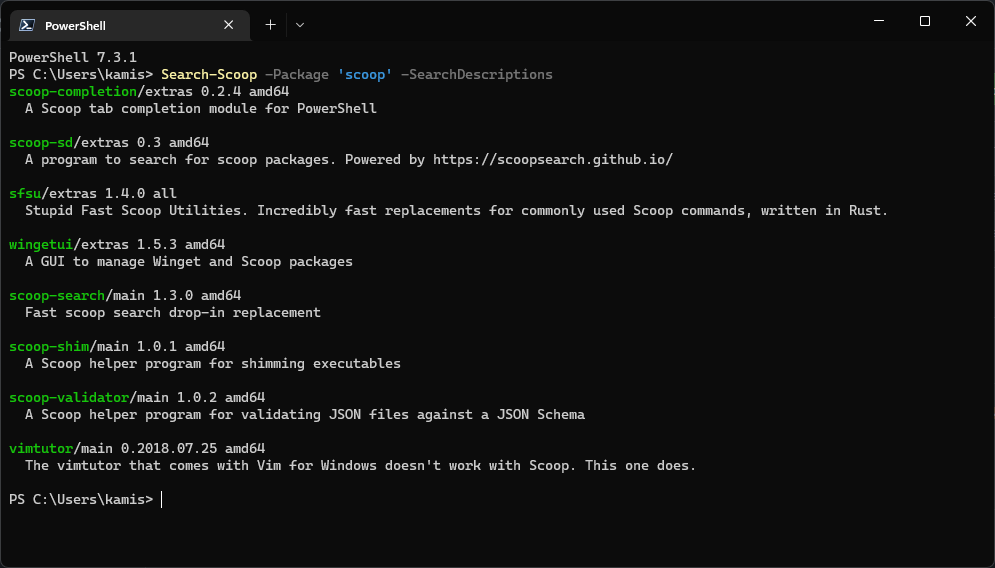 PowerShell
PowerShell 7.3.1
PS C:\Users\kamis> Search-Scoop -Package 'scoop' -SearchDescriptions
scoop-completion/extras 0.2.4 amd64
  A Scoop tab completion module for PowerShell

scoop-sd/extras 0.3 amd64
  A program to search for scoop packages. Powered by https://scoopsearch.github.io/

sfsu/extras 1.4.0 all
  Stupid Fast Scoop Utilities. Incredibly fast replacements for commonly used Scoop commands, written in Rust.

wingetui/extras 1.5.3 amd64
  A GUI to manage Winget and Scoop packages

scoop-search/main 1.3.0 amd64
  Fast scoop search drop-in replacement

scoop-shim/main 1.0.1 amd64
  A Scoop helper program for shimming executables

scoop-validator/main 1.0.2 amd64
  A Scoop helper program for validating JSON files against a JSON Schema

vimtutor/main 0.2018.07.25 amd64
  The vimtutor that comes with Vim for Windows doesn't work with Scoop. This one does.

PS C:\Users\kamis>